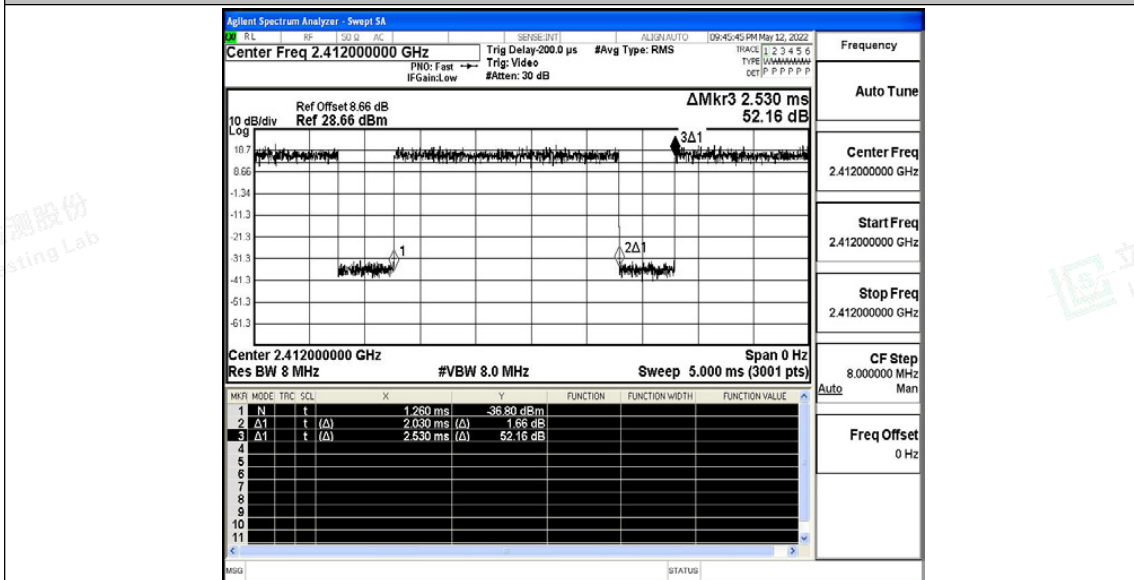 Agilent Spectrum Analyzer - Swept SA
RL RF 50 Ω AC SENSE:INT ALIGNAUTO 09:45:45 PM May 12, 2022
Center Freq 2.412000000 GHz
PNO: Fast
IFGain:Low
Trig Delay-200.0 µs
Trig: Video
#Atten: 30 dB
#Avg Type: RMS
TRACE 1 2 3 4 5 6
TYPE
DET P P P P P P
ΔMkr3 2.530 ms
52.16 dB
Ref Offset 8.66 dB
10 dB/div Ref 28.66 dBm
Log
18.7
8.66
-1.34
-11.3
-21.3
-31.3
-41.3
-51.3
-61.3
3Δ1
1
2Δ1
Center 2.412000000 GHz Span 0 Hz
Res BW 8 MHz #VBW 8.0 MHz Sweep 5.000 ms (3001 pts)
MKR MODE TRC SCL X Y FUNCTION FUNCTION WIDTH FUNCTION VALUE
1 N t 1.260 ms -36.80 dBm
2 Δ1 t (Δ) 2.030 ms (Δ) 1.66 dB
3 Δ1 t (Δ) 2.530 ms (Δ) 52.16 dB
4
5
6
7
8
9
10
11
MSG STATUS
Frequency
Auto Tune
Center Freq
2.412000000 GHz
Start Freq
2.412000000 GHz
Stop Freq
2.412000000 GHz
CF Step
8.000000 MHz
Auto Man
Freq Offset
0 Hz
测股份
sting Lab
立